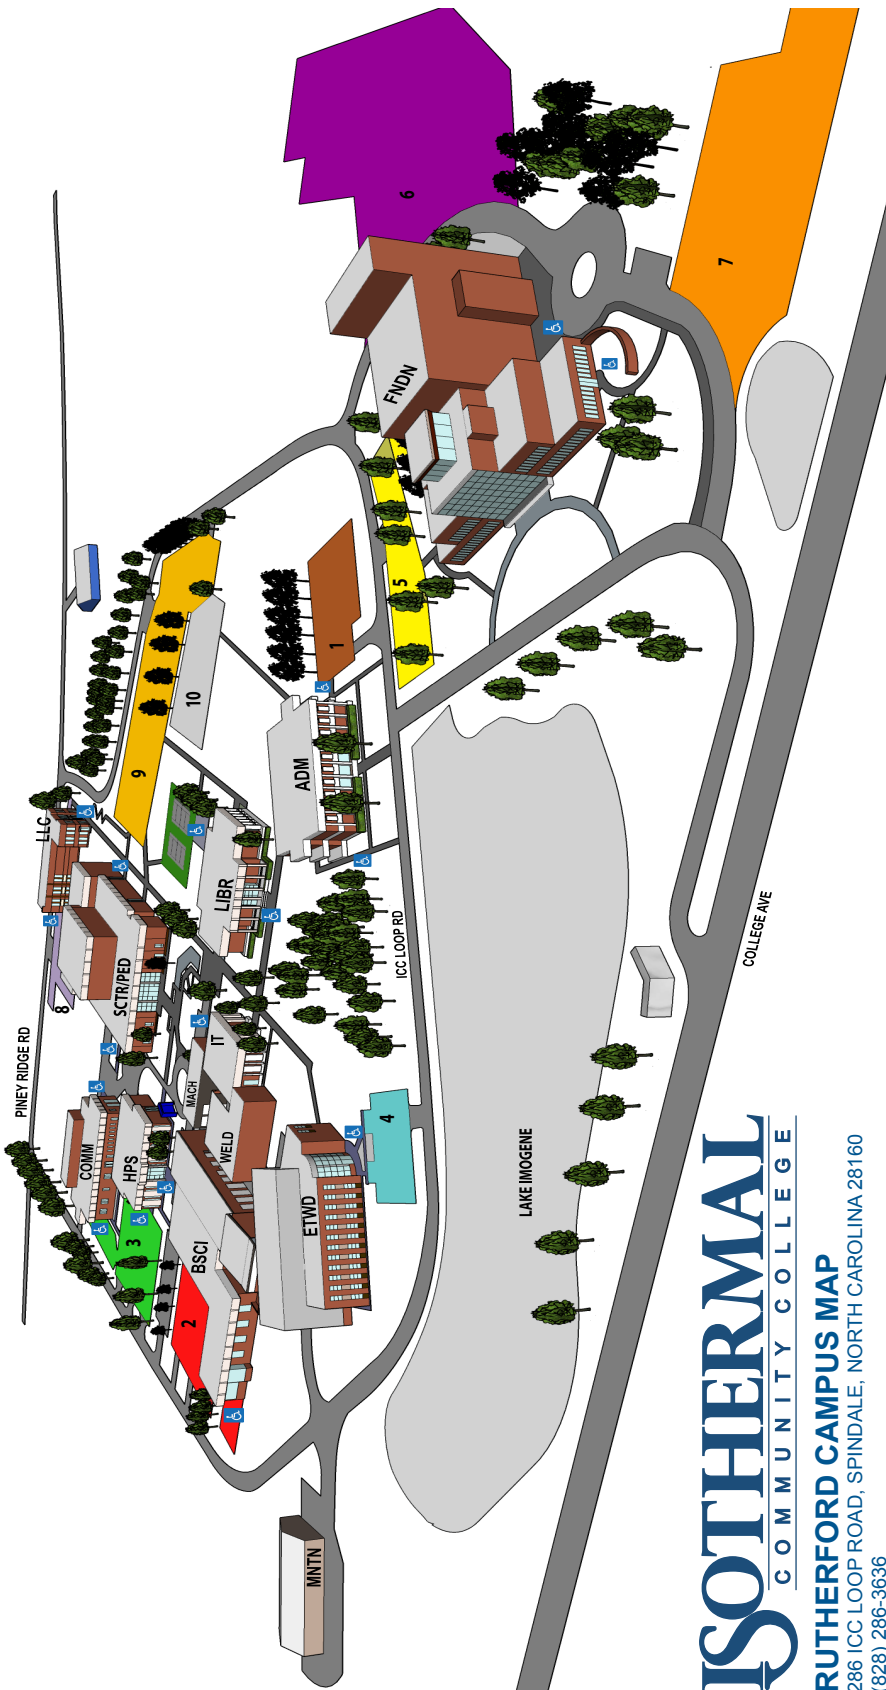 PINEY RIDGE RD
LLC
SCTR/PED
8
COMM
HPS
3
MACH
IT
WELD
BSCI
2
ETWD
4
MNTN
LIBR
9
10
ADM
1
5
FNDN
6
7
ICC LOOP RD
LAKE IMOGENE
COLLEGE AVE
ISOTHERMAL
COMMUNITY COLLEGE
RUTHERFORD CAMPUS MAP
286 ICC LOOP ROAD, SPINDALE, NORTH CAROLINA 28160
(828) 286-3636